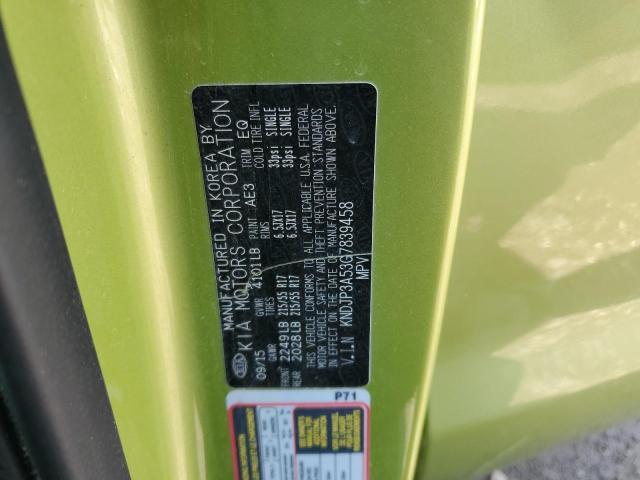 MANUFACTURED IN KOREA BY
KIA MOTORS CORPORATION
09/15 GVWR 4101LB PAINT AE3 TRIM EQ
GAWR TIRES RIMS COLD TIRE INFL
FRONT 2249LB 215/55 R17 6.5JX17 33psi SINGLE
REAR 2028LB 215/55 R17 6.5JX17 33psi SINGLE
THIS VEHICLE CONFORMS TO ALL APPLICABLE U.S.A. FEDERAL
MOTOR VEHICLE SAFETY AND THEFT PREVENTION STANDARDS
IN EFFECT ON THE DATE OF MANUFACTURE SHOWN ABOVE.
V.I.N KNDJP3A53G7839458
MPV
P71